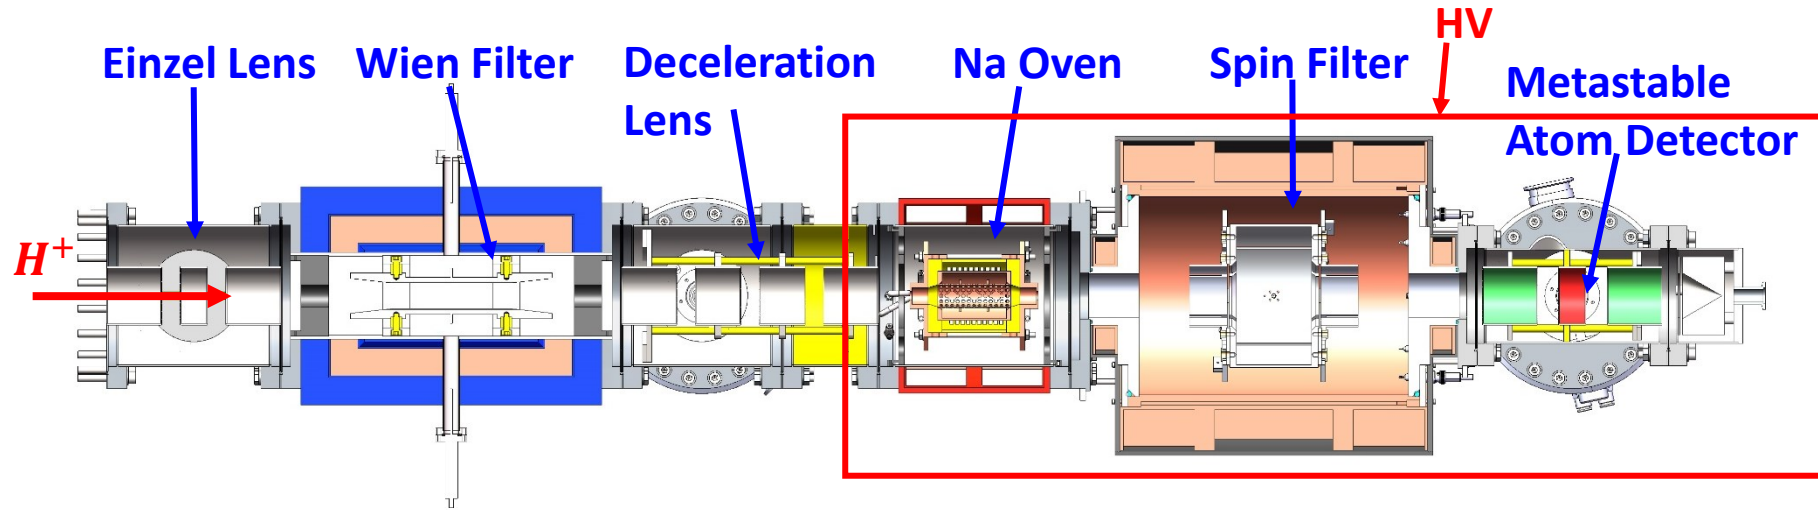 HV
Einzel Lens
Wien Filter
Deceleration
Lens
Na Oven
Spin Filter
Metastable
Atom Detector
H⁺